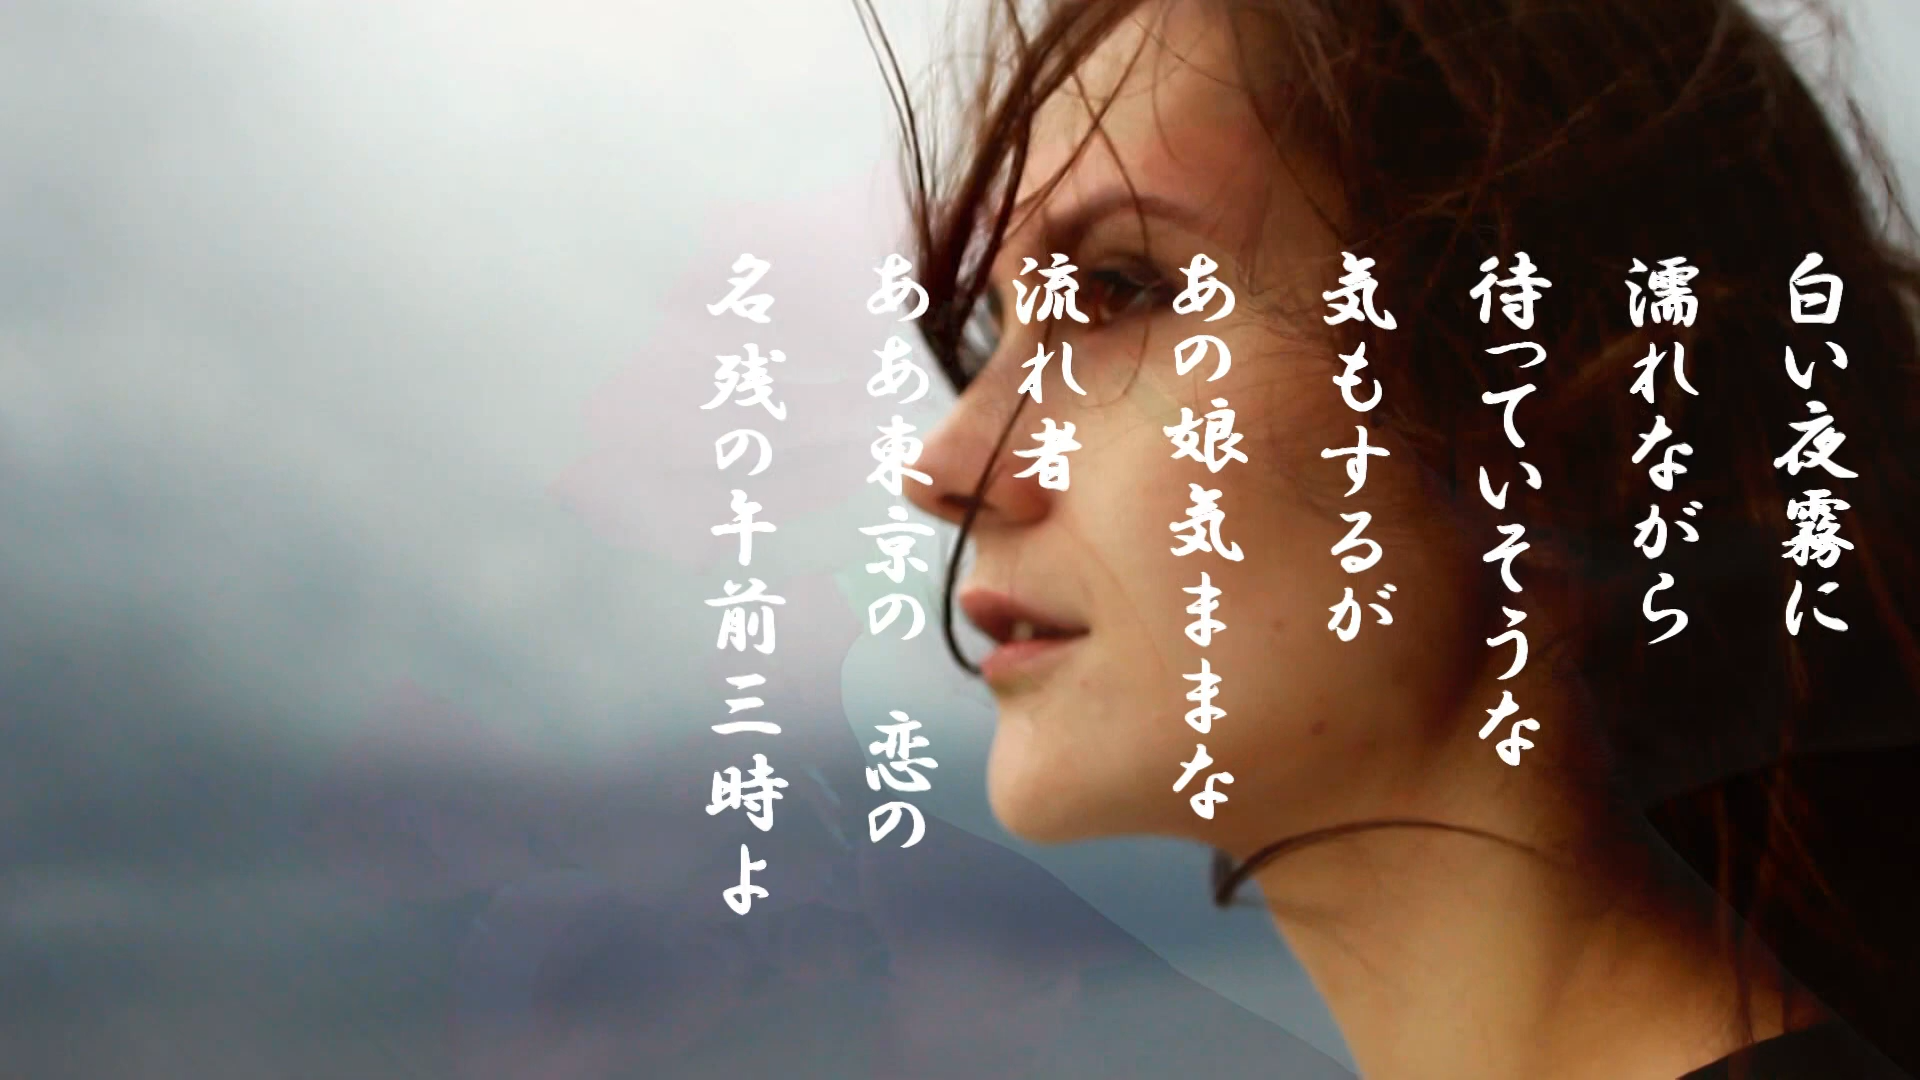 白い夜霧に
濡れながら
待っていそうな
気もするが
あの娘気ままな
流れ者
ああ東京の　恋の
名残の午前三時よ